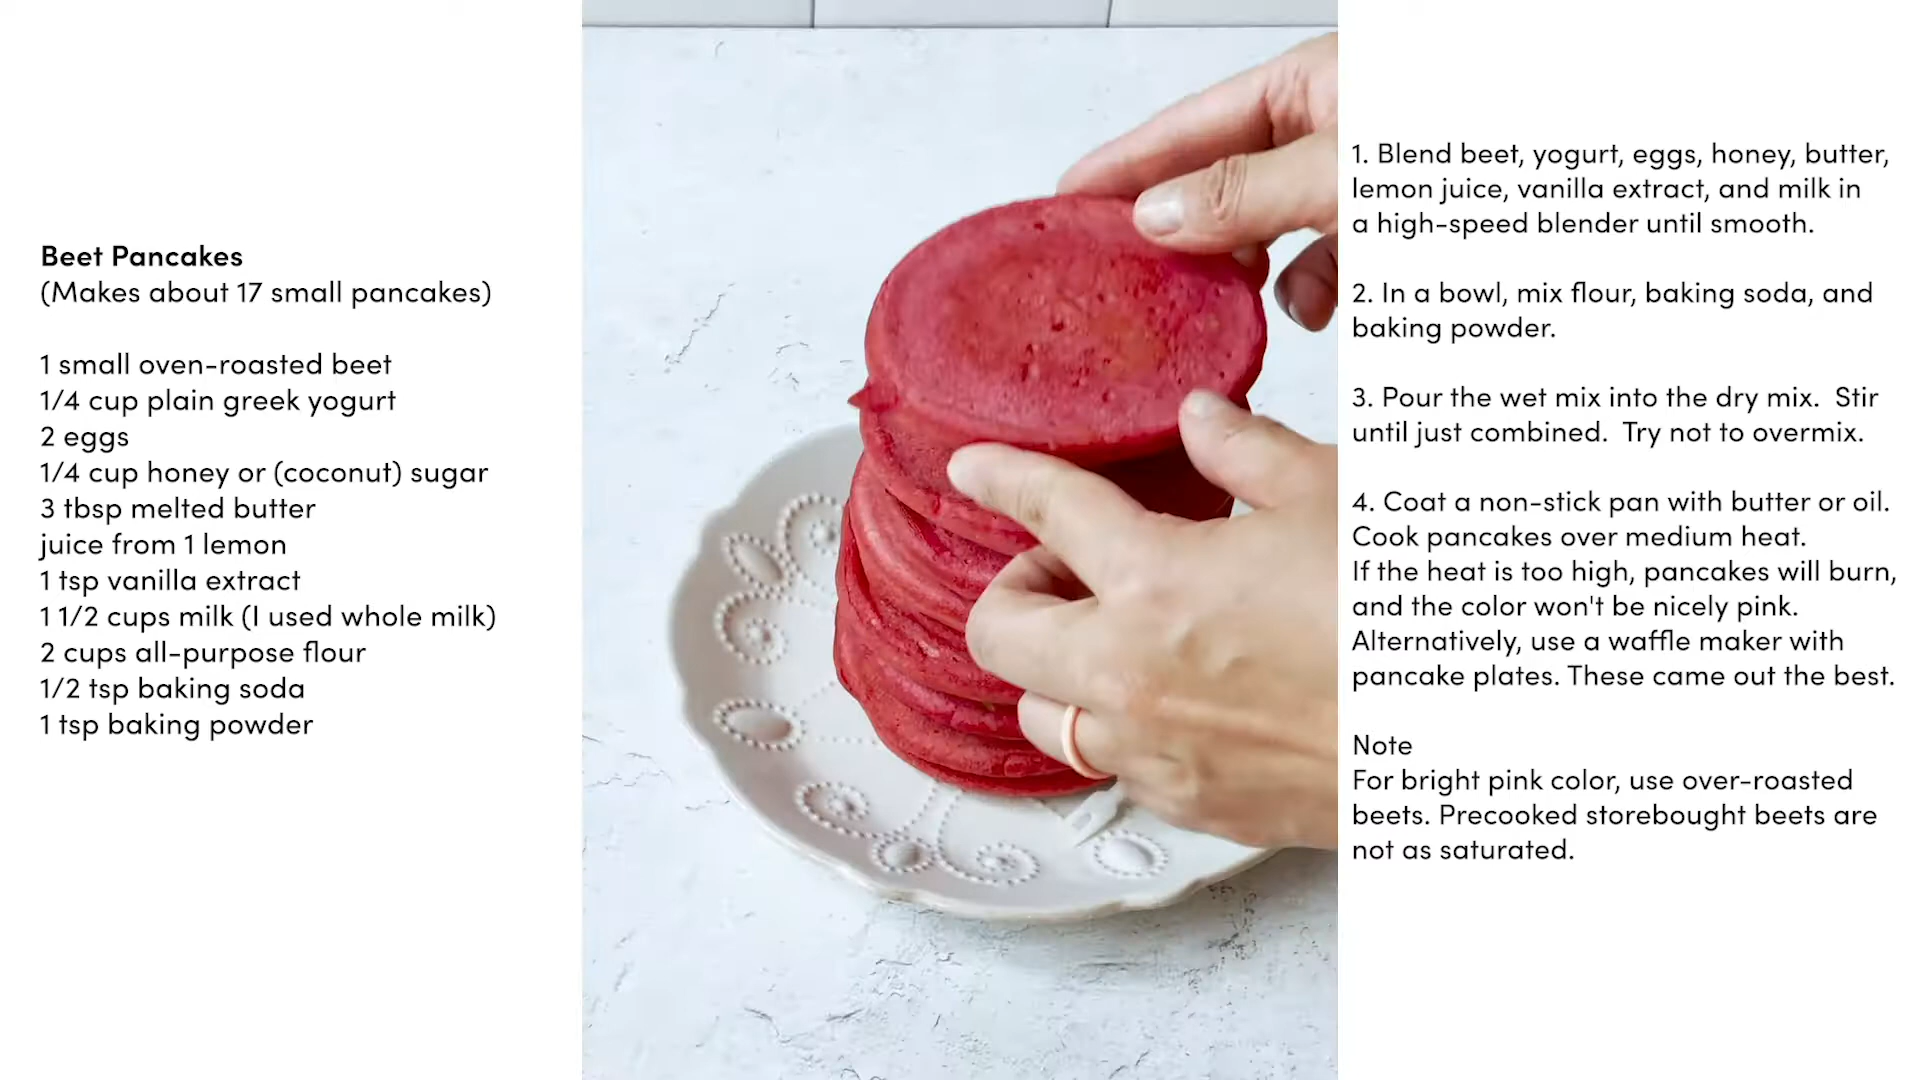 Beet Pancakes
(Makes about 17 small pancakes)
1 small oven-roasted beet
1/4 cup plain greek yogurt
2 eggs
1/4 cup honey or (coconut) sugar
3 tbsp melted butter
juice from 1 lemon
1 tsp vanilla extract
1 1/2 cups milk (I used whole milk)
2 cups all-purpose flour
1/2 tsp baking soda
1 tsp baking powder
1. Blend beet, yogurt, eggs, honey, butter,
lemon juice, vanilla extract, and milk in
a high-speed blender until smooth.
2. In a bowl, mix flour, baking soda, and
baking powder.
3. Pour the wet mix into the dry mix.  Stir
until just combined.  Try not to overmix.
4. Coat a non-stick pan with butter or oil.
Cook pancakes over medium heat.
If the heat is too high, pancakes will burn,
and the color won't be nicely pink.
Alternatively, use a waffle maker with
pancake plates. These came out the best.
Note
For bright pink color, use over-roasted
beets. Precooked storebought beets are
not as saturated.